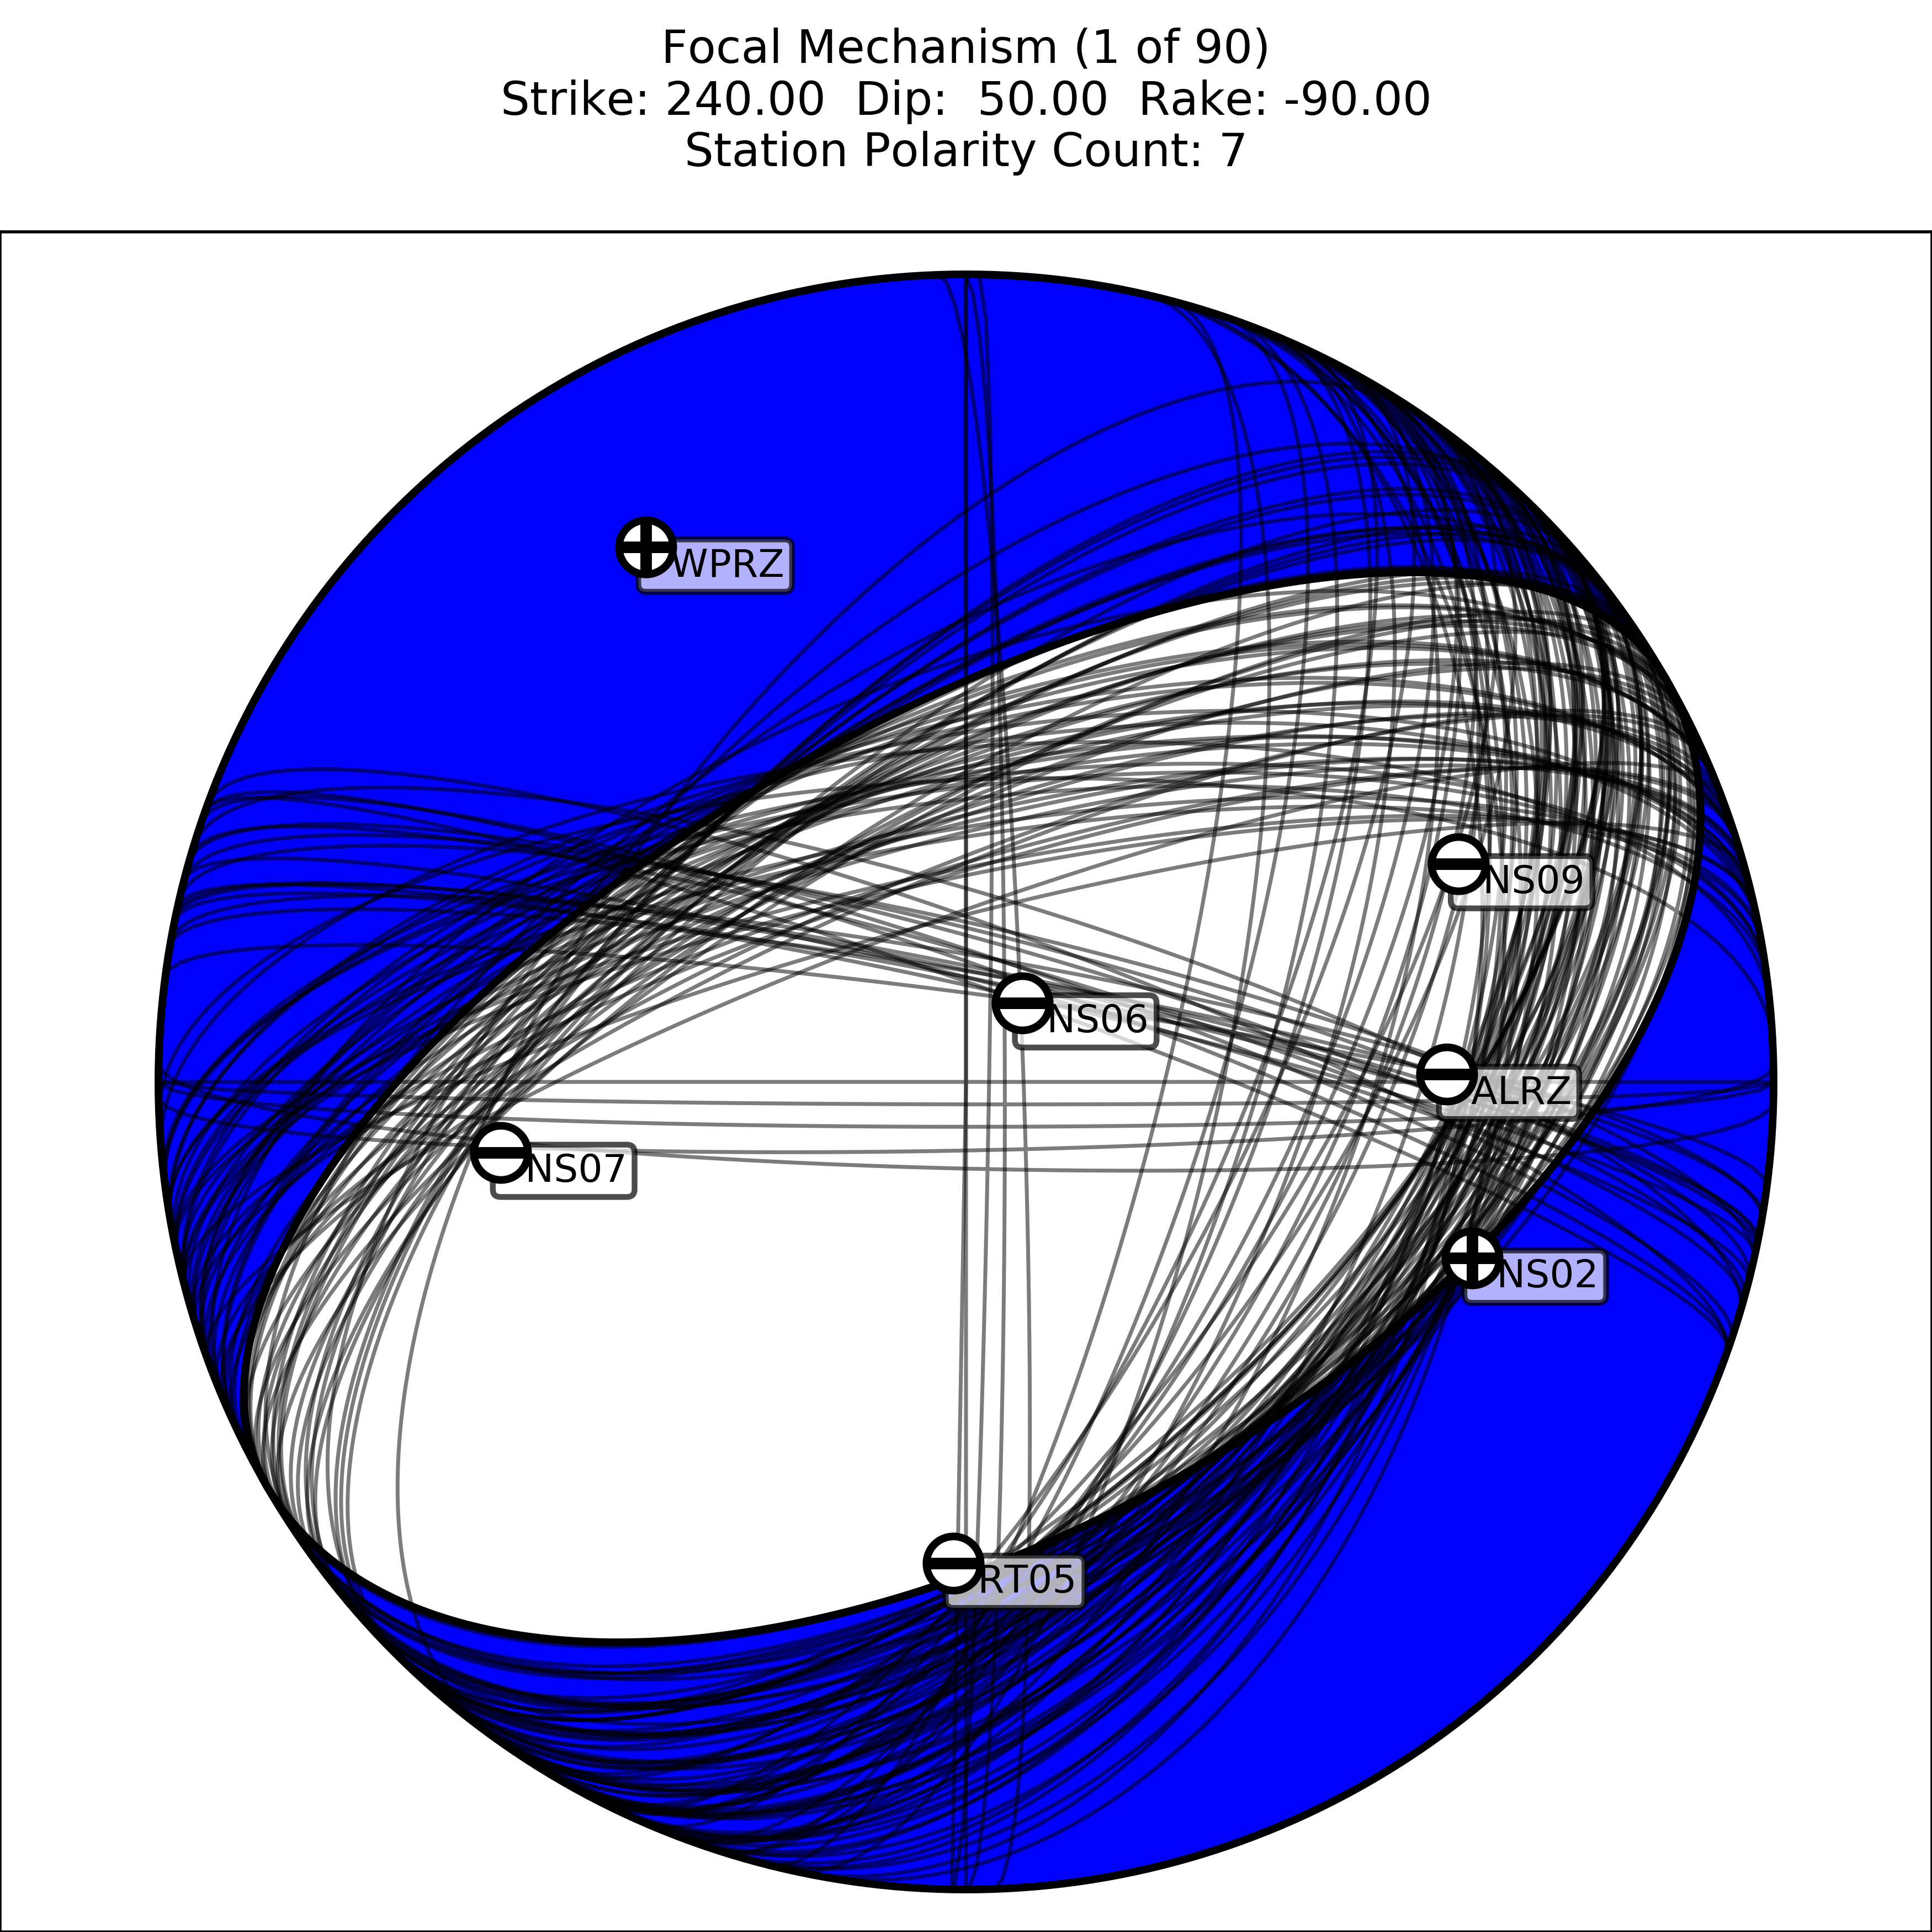 Focal Mechanism (1 of 90)
Strike: 240.00  Dip:  50.00  Rake: -90.00
Station Polarity Count: 7
WPRZ
NS09
NS06
ALRZ
NS07
NS02
RT05